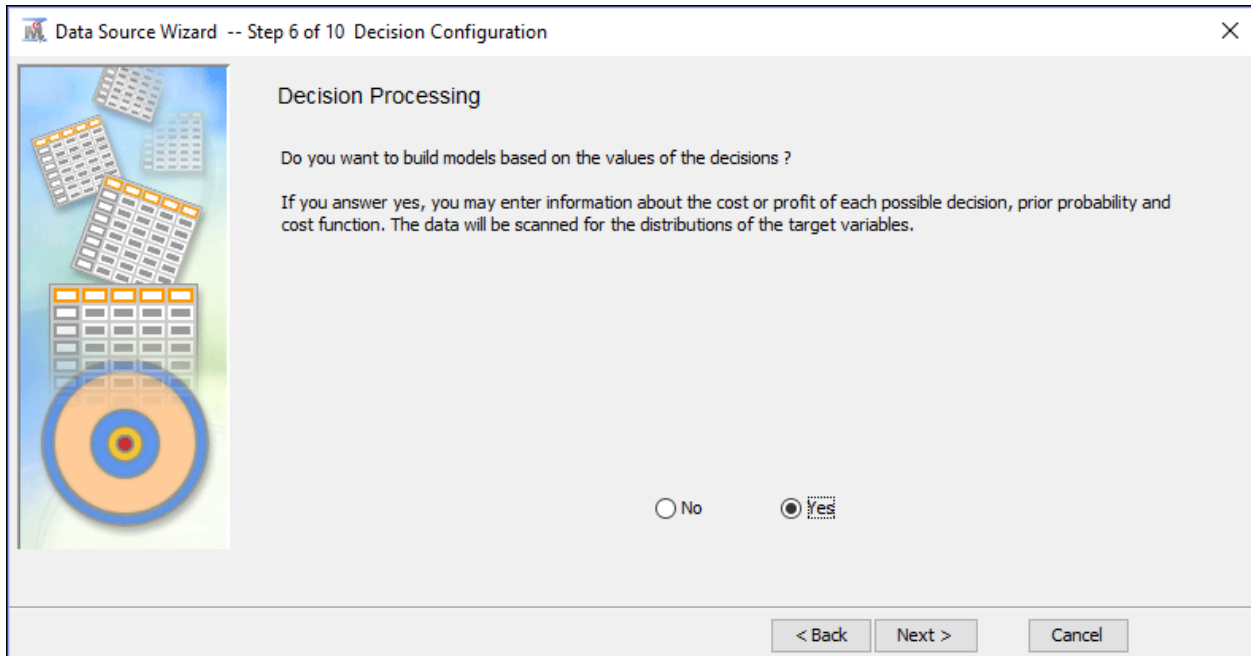 Data Source Wizard -- Step 6 of 10 Decision Configuration
Decision Processing
Do you want to build models based on the values of the decisions ?
If you answer yes, you may enter information about the cost or profit of each possible decision, prior probability and
cost function. The data will be scanned for the distributions of the target variables.
No
Yes
< Back
Next >
Cancel